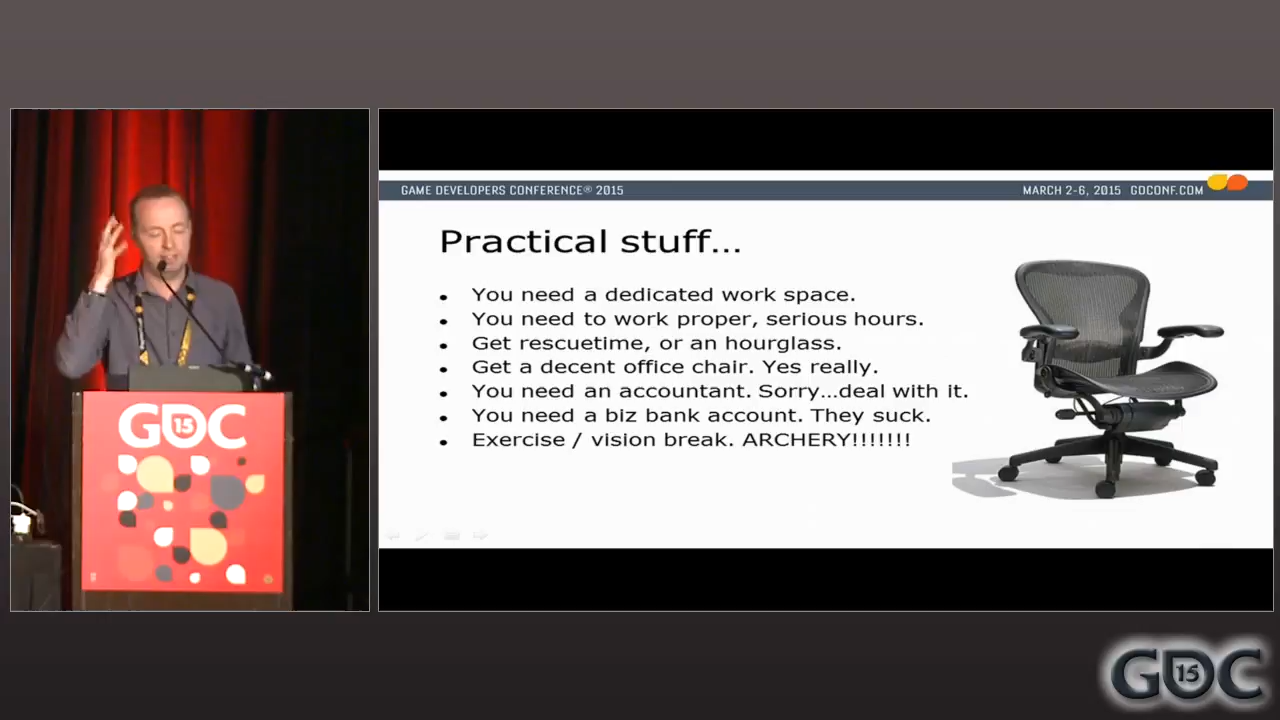 GAME DEVELOPERS CONFERENCE® 2015
MARCH 2-6, 2015 GDCONF.COM
Practical stuff...
• You need a dedicated work space.
• You need to work proper, serious hours.
• Get rescuetime, or an hourglass.
• Get a decent office chair. Yes really.
• You need an accountant. Sorry...deal with it.
• You need a biz bank account. They suck.
• Exercise / vision break. ARCHERY!!!!!!!
GDC
15
GDC
15